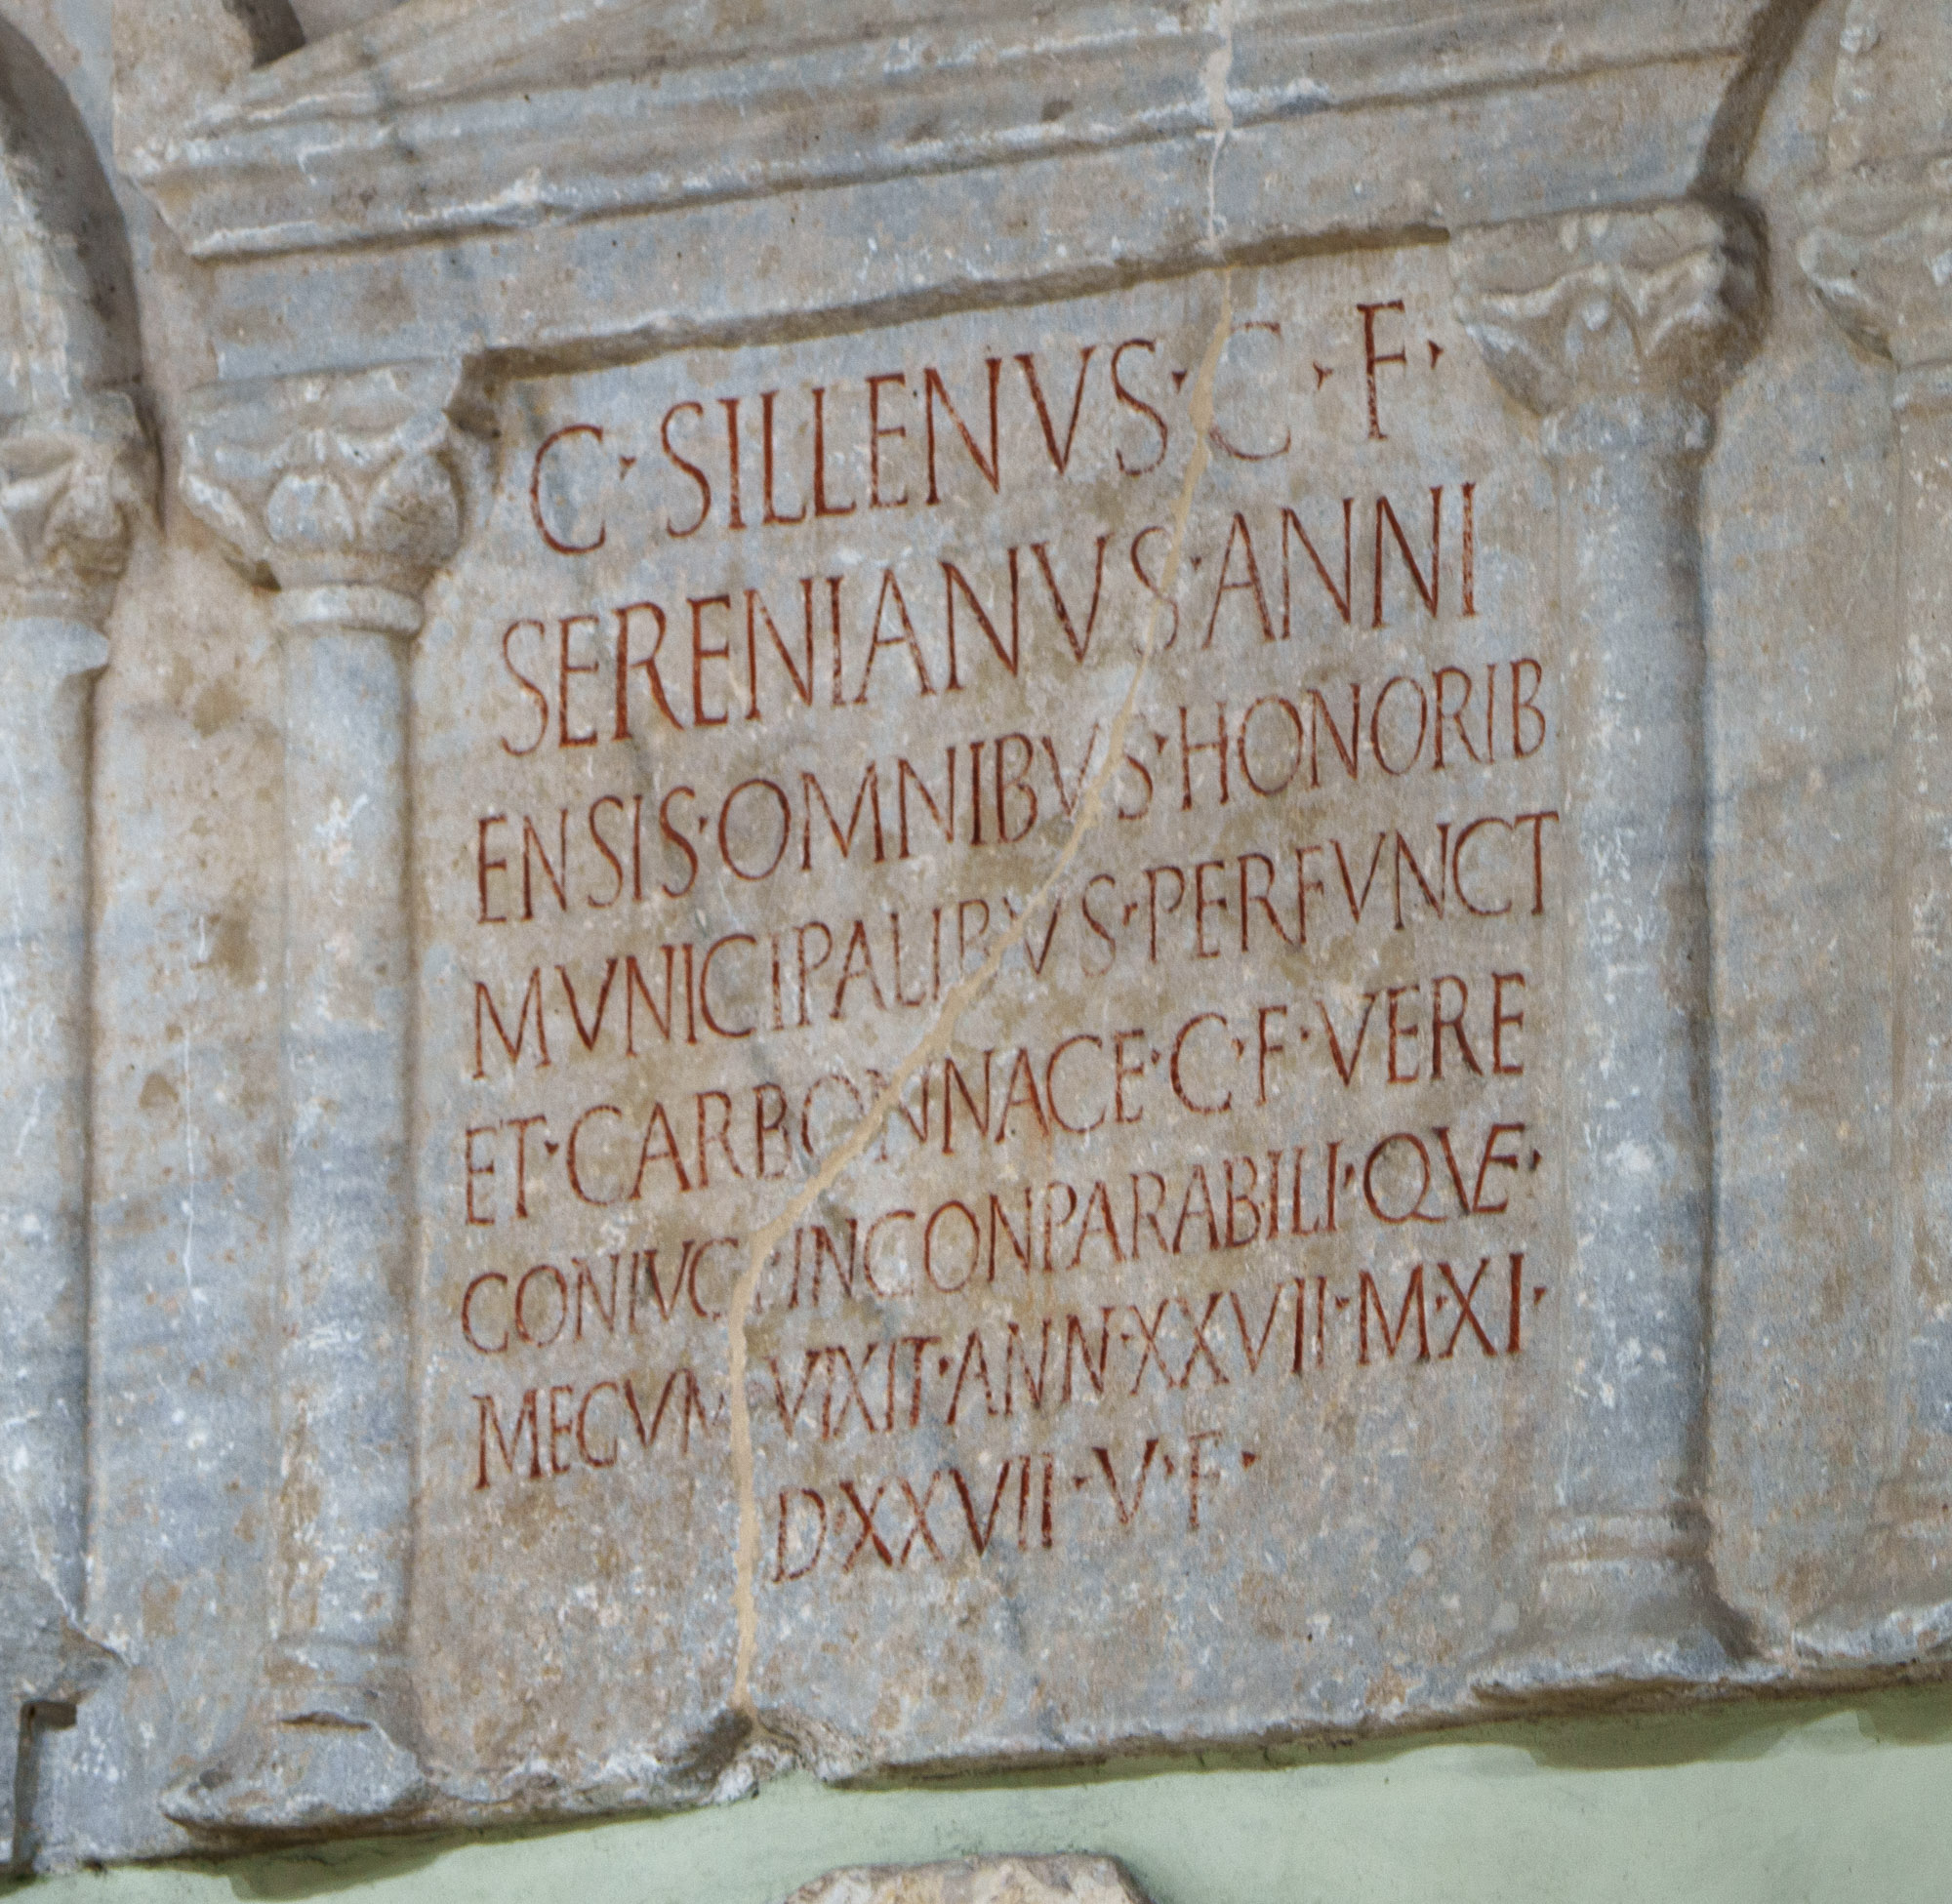 C · SILLENVS · C · F ·
SERENIANVS · ANNI
ENSIS · OMNIBVS · HONORIB
MVNICIPALIBVS · PERFVNCT
ET · CARBONNACE · C · F · VERE
CONIVG INCONPARABILI · QVE ·
MECVM VIXIT · ANN · XXVII · M · XI ·
D · XXVII · V · F ·